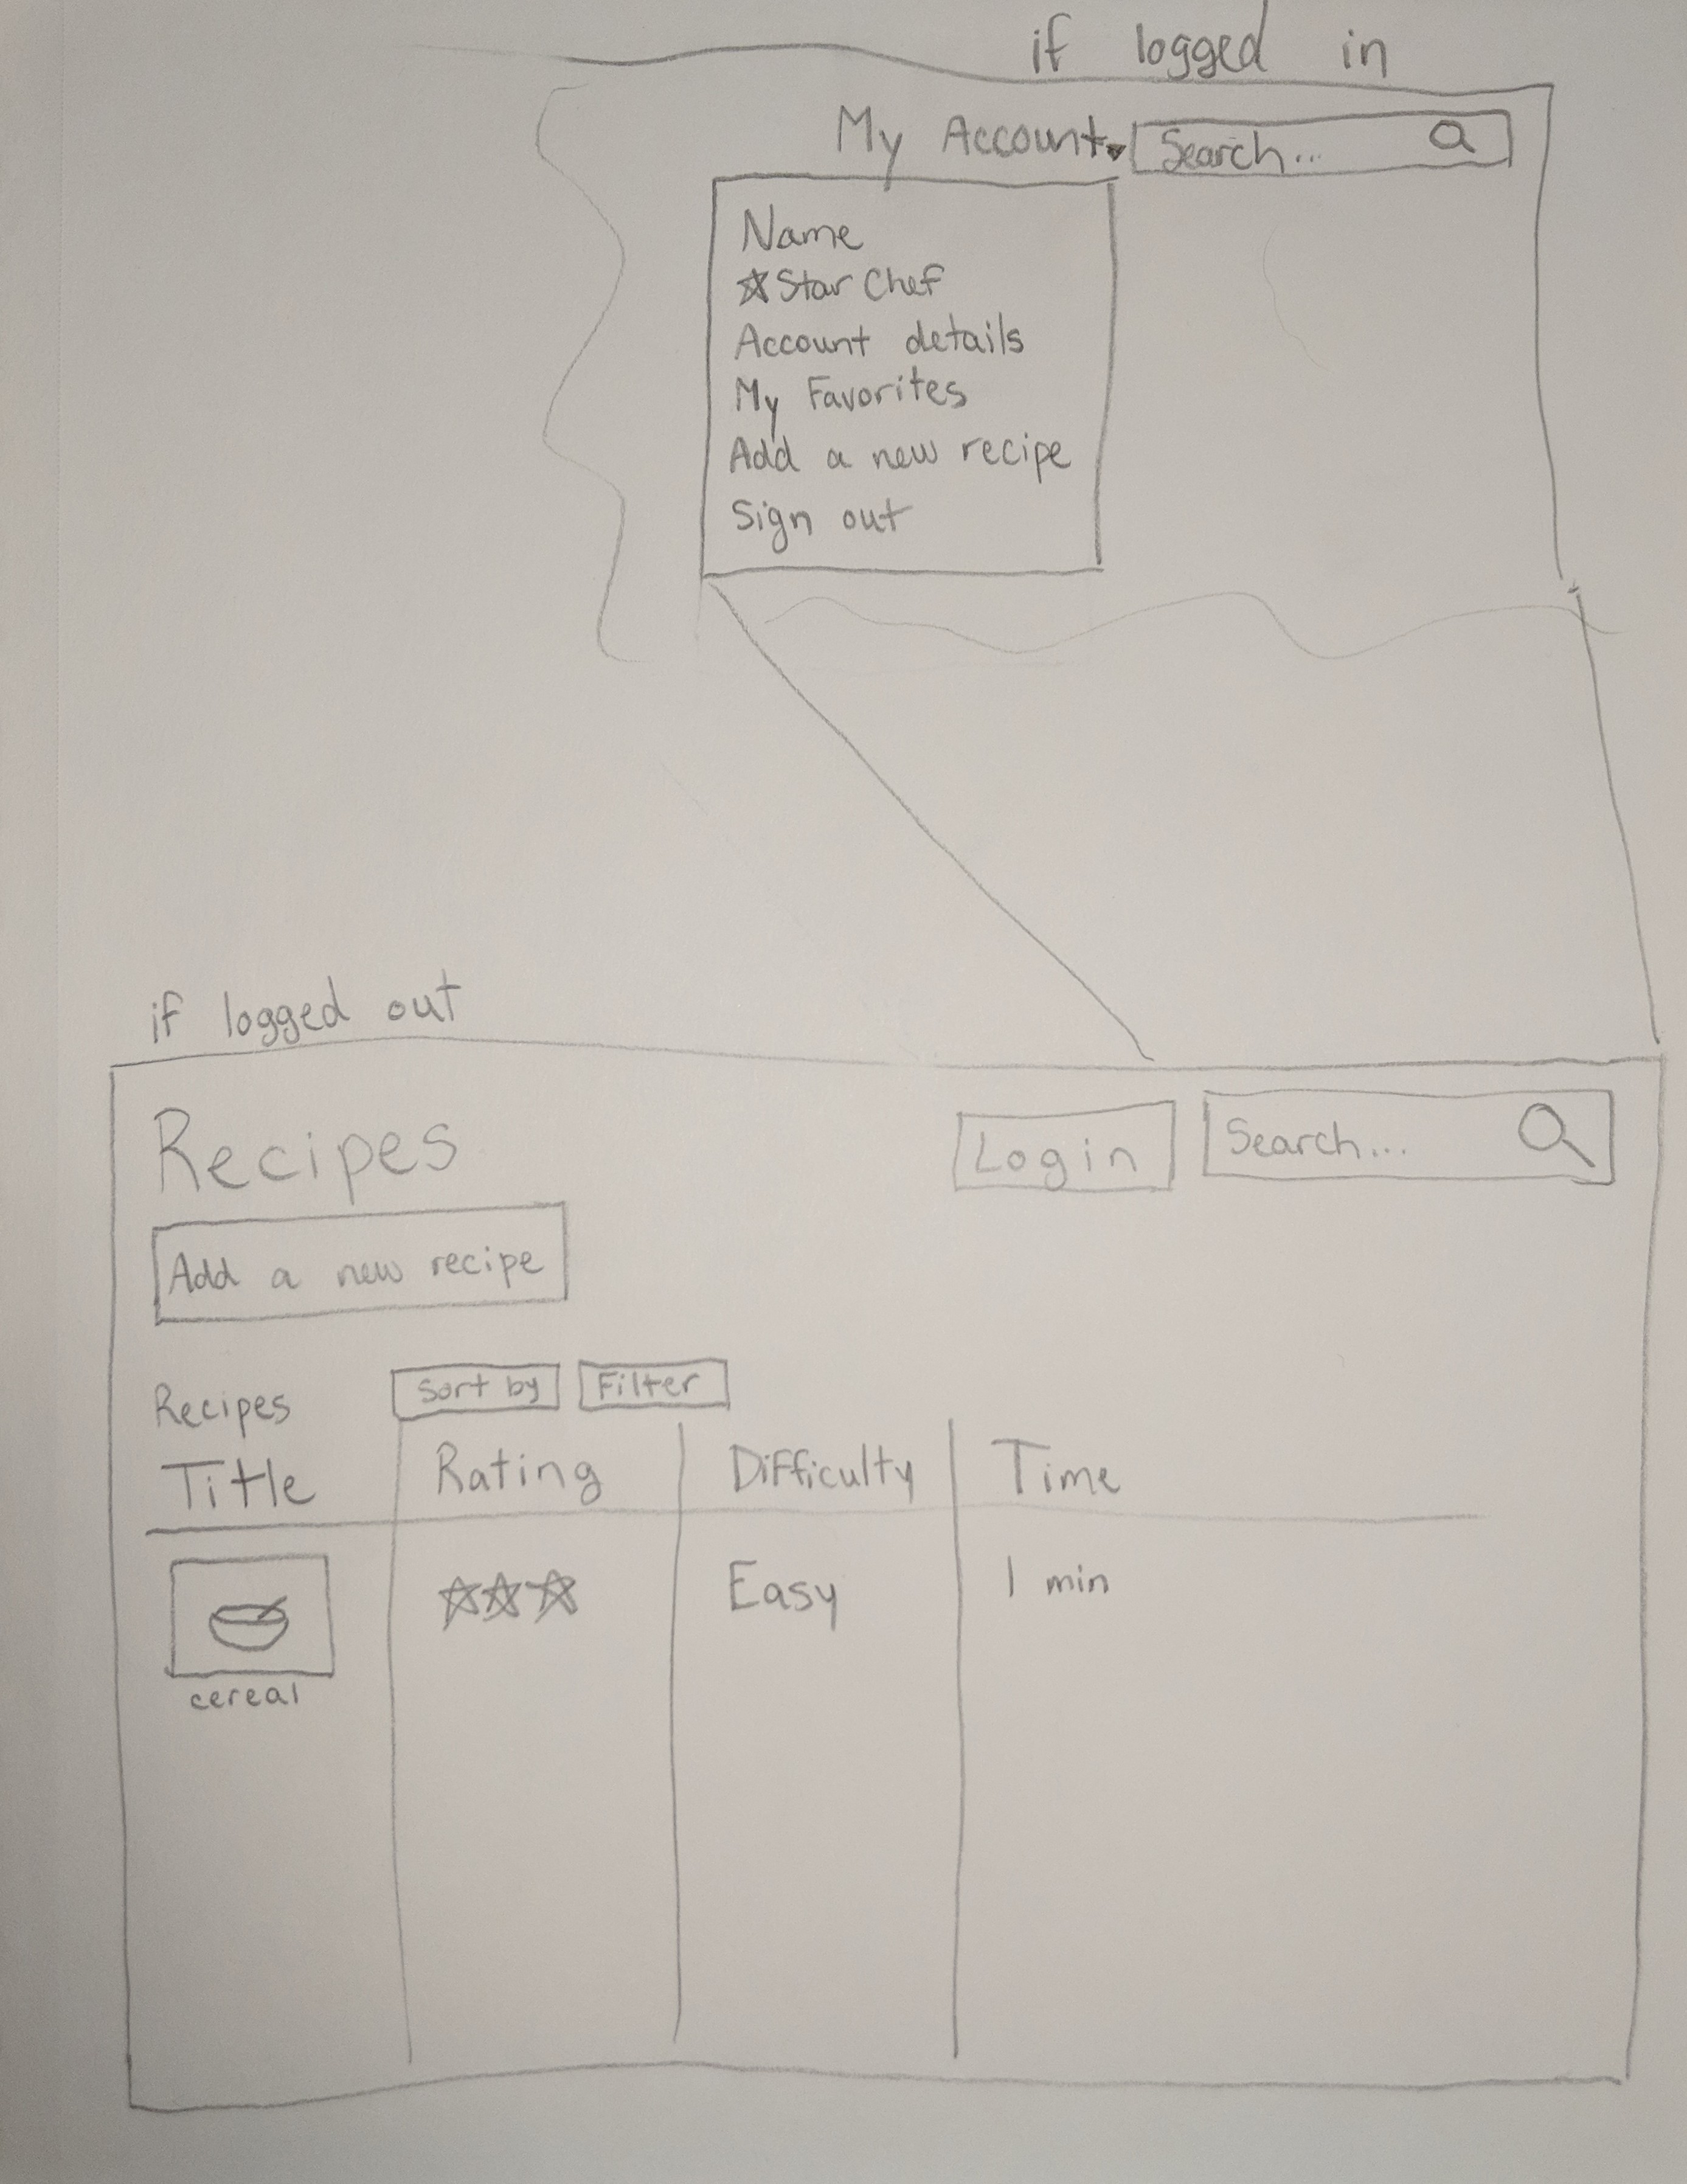 if logged in
My Account Search...
Name
Star Chef
Account details
My Favorites
Add a new recipe
Sign out
if logged out
Recipes Login Search...
Add a new recipe
Recipes Sort by Filter
Title Rating Difficulty Time
Easy 1 min
cereal